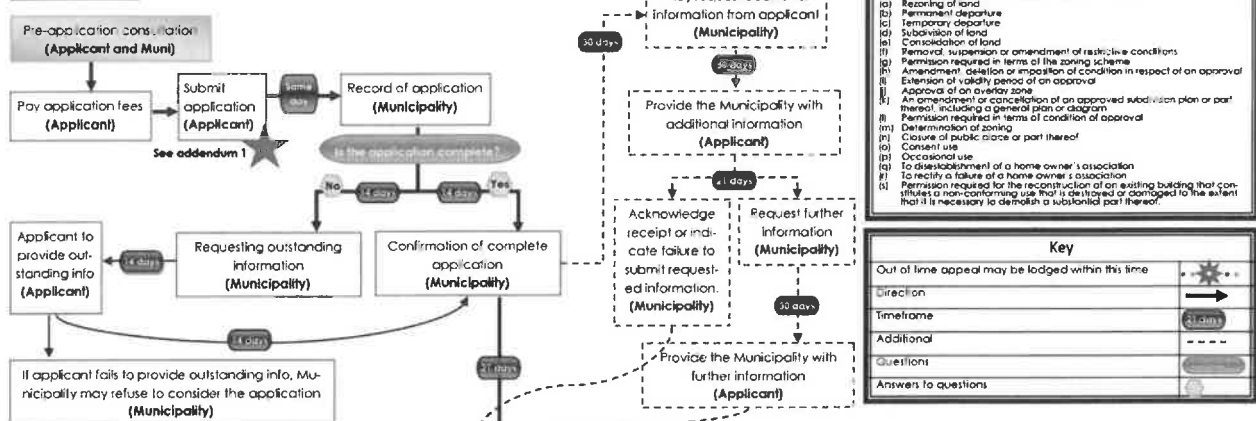 Pre-application consultation
(Applicant and Muni)
Pay application fees
(Applicant)
Submit
application
(Applicant)
See addendum 1
Same
day
Record of application
(Municipality)
Is the application complete?
No
14 days
14 days
Yes
Applicant to
provide out-
standing info
(Applicant)
14 days
Requesting outstanding
information
(Municipality)
Confirmation of complete
application
(Municipality)
14 days
21 days
If applicant fails to provide outstanding info, Mu-
nicipality may refuse to consider the application
(Municipality)
30 days
information from applicant
(Municipality)
30 days
Provide the Municipality with
additional information
(Applicant)
21 days
Acknowledge
receipt or indi-
cate failure to
submit request-
ed information.
(Municipality)
Request further
information
(Municipality)
30 days
Provide the Municipality with
further information
(Applicant)
(a) Rezoning of land
(b) Permanent departure
(c) Temporary departure
(d) Subdivision of land
(e) Consolidation of land
(f) Removal, suspension or amendment of restrictive conditions
(g) Permission required in terms of the zoning scheme
(h) Amendment, deletion or imposition of condition in respect of an approval
(i) Extension of validity period of an approval
(j) Approval of an overlay zone
(k) An amendment or cancellation of an approved subdivision plan or part
thereof, including a general plan or diagram
(l) Permission required in terms of condition of approval
(m) Determination of zoning
(n) Closure of public place or part thereof
(o) Consent use
(p) Occasional use
(q) To disestablishment of a home owner's association
(r) To rectify a failure of a home owner's association
(s) Permission required for the reconstruction of an existing building that con-
stitutes a non-conforming use that is destroyed or damaged to the extent
that it is necessary to demolish a substantial part thereof.
Key
Out of time appeal may be lodged within this time
Direction
Timeframe
21 days
Additional
Questions
Answers to questions